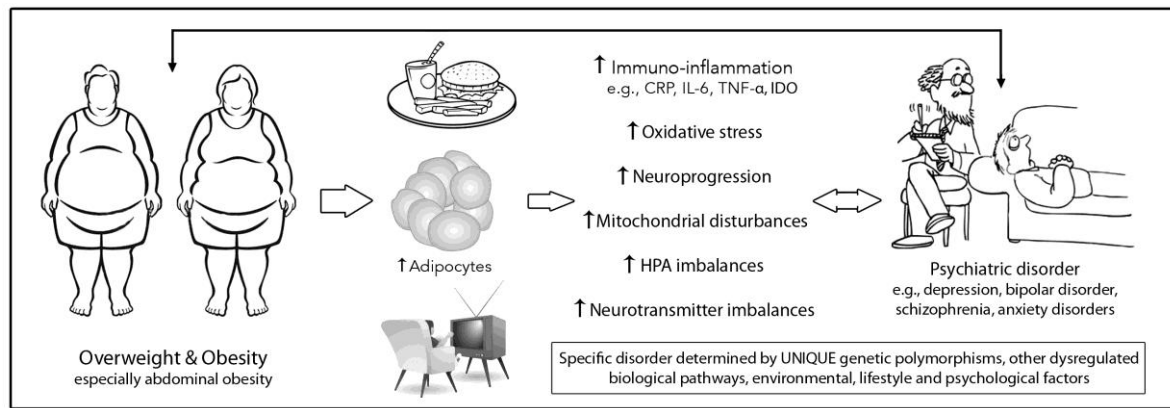 Overweight & Obesity
especially abdominal obesity
↑ Adipocytes
↑ Immuno-inflammation
e.g., CRP, IL-6, TNF-α, IDO
↑ Oxidative stress
↑ Neuroprogression
↑ Mitochondrial disturbances
↑ HPA imbalances
↑ Neurotransmitter imbalances
Psychiatric disorder
e.g., depression, bipolar disorder,
schizophrenia, anxiety disorders
Specific disorder determined by UNIQUE genetic polymorphisms, other dysregulated
biological pathways, environmental, lifestyle and psychological factors